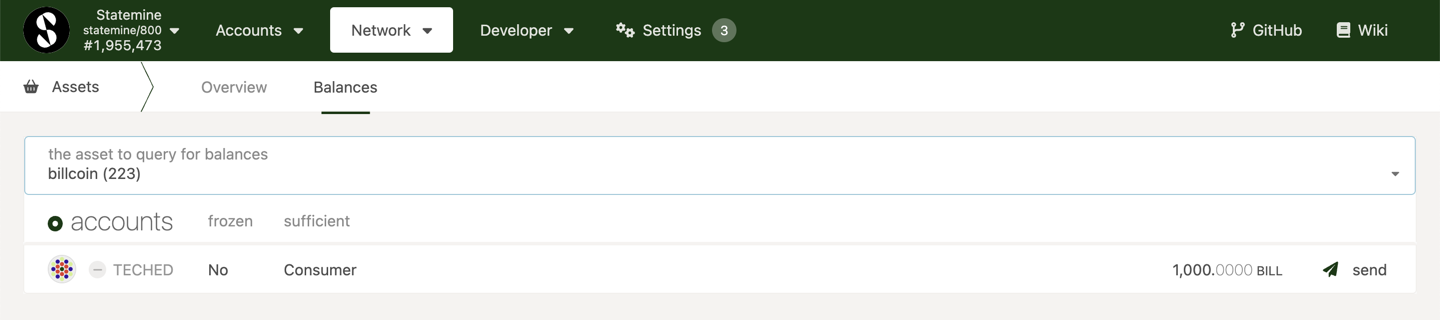 Statemine
statemine/800
#1,955,473
Accounts
Network
Developer
Settings 3
GitHub
Wiki
Assets
Overview
Balances
the asset to query for balances
billcoin (223)
accounts frozen sufficient
TECHED No Consumer 1,000.0000 BILL send